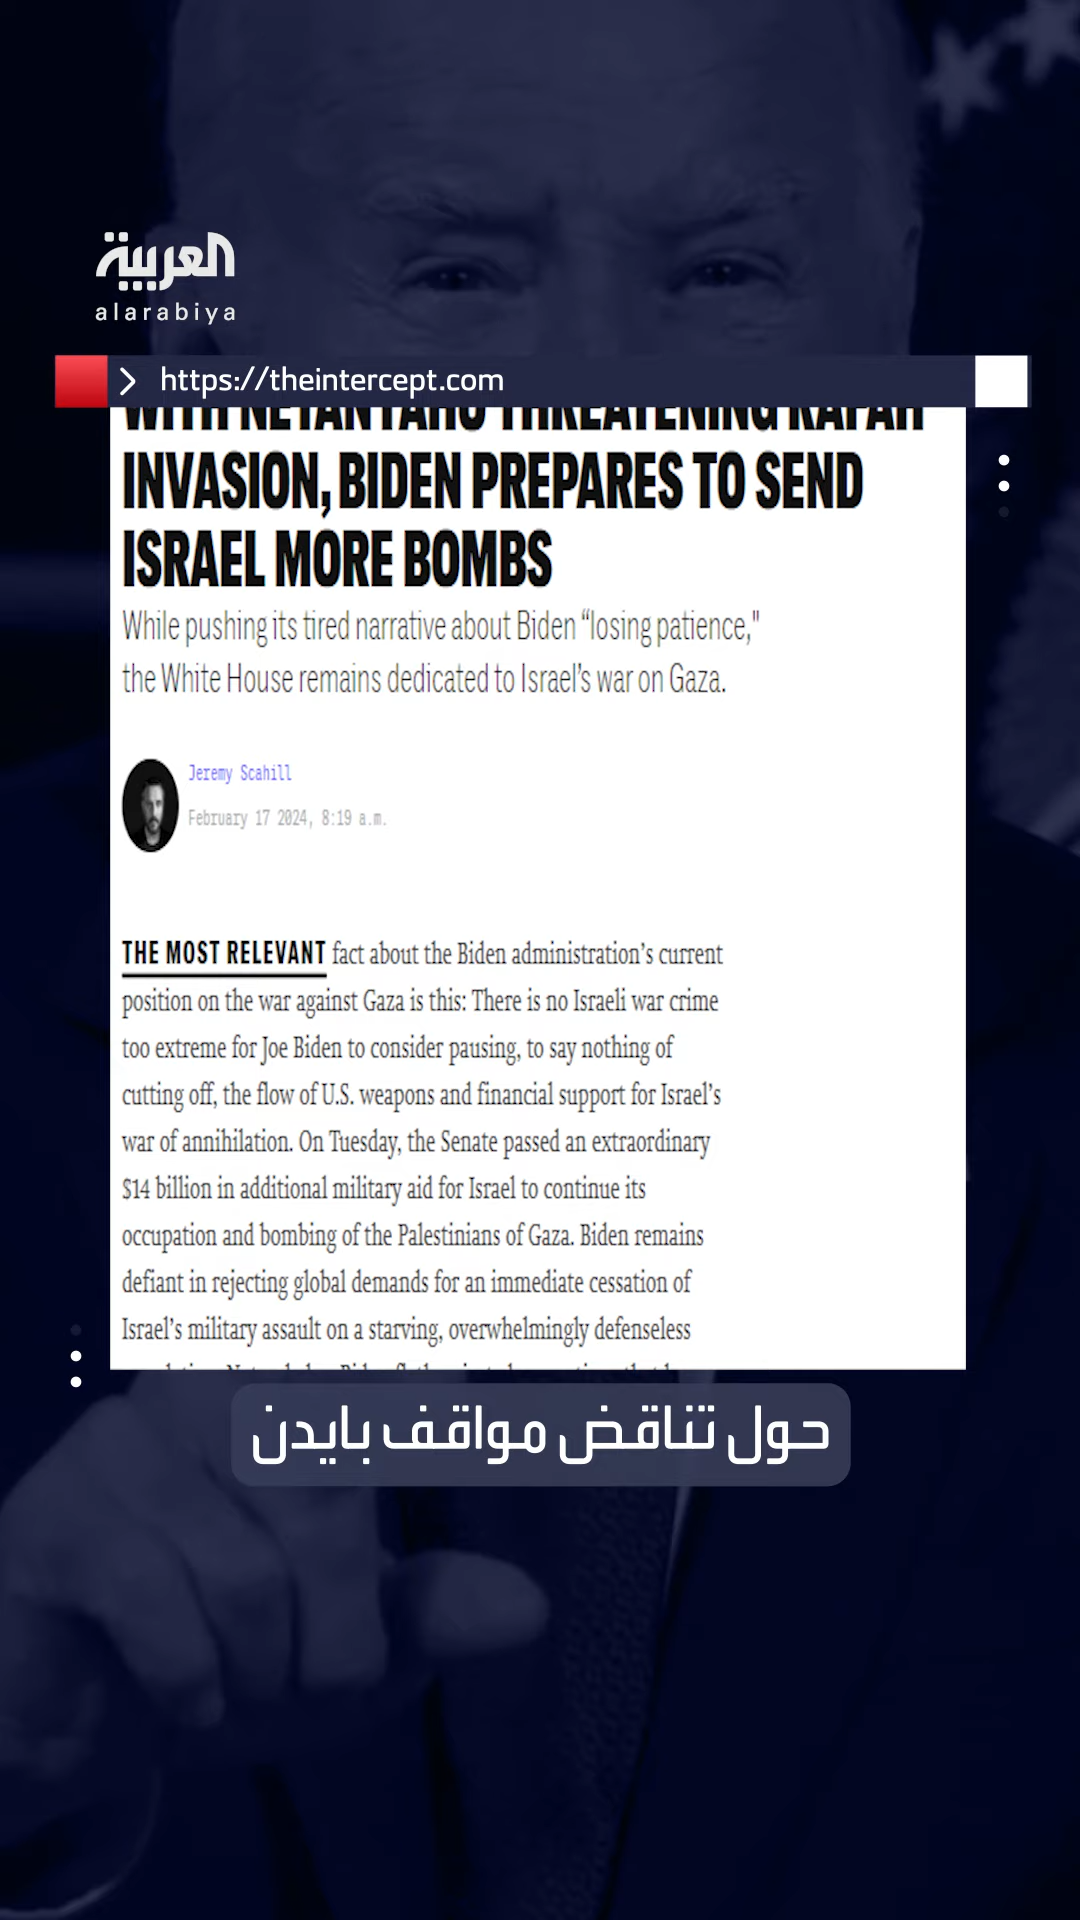 العربية
alarabiya
https://theintercept.com
WITH NETANYAHU THREATENING RAFAH
INVASION, BIDEN PREPARES TO SEND
ISRAEL MORE BOMBS
While pushing its tired narrative about Biden “losing patience,"
the White House remains dedicated to Israel’s war on Gaza.
Jeremy Scahill
February 17 2024, 8:19 a.m.
THE MOST RELEVANT fact about the Biden administration’s current
position on the war against Gaza is this: There is no Israeli war crime
too extreme for Joe Biden to consider pausing, to say nothing of
cutting off, the flow of U.S. weapons and financial support for Israel’s
war of annihilation. On Tuesday, the Senate passed an extraordinary
$14 billion in additional military aid for Israel to continue its
occupation and bombing of the Palestinians of Gaza. Biden remains
defiant in rejecting global demands for an immediate cessation of
Israel’s military assault on a starving, overwhelmingly defenseless
حول تناقض مواقف بايدن